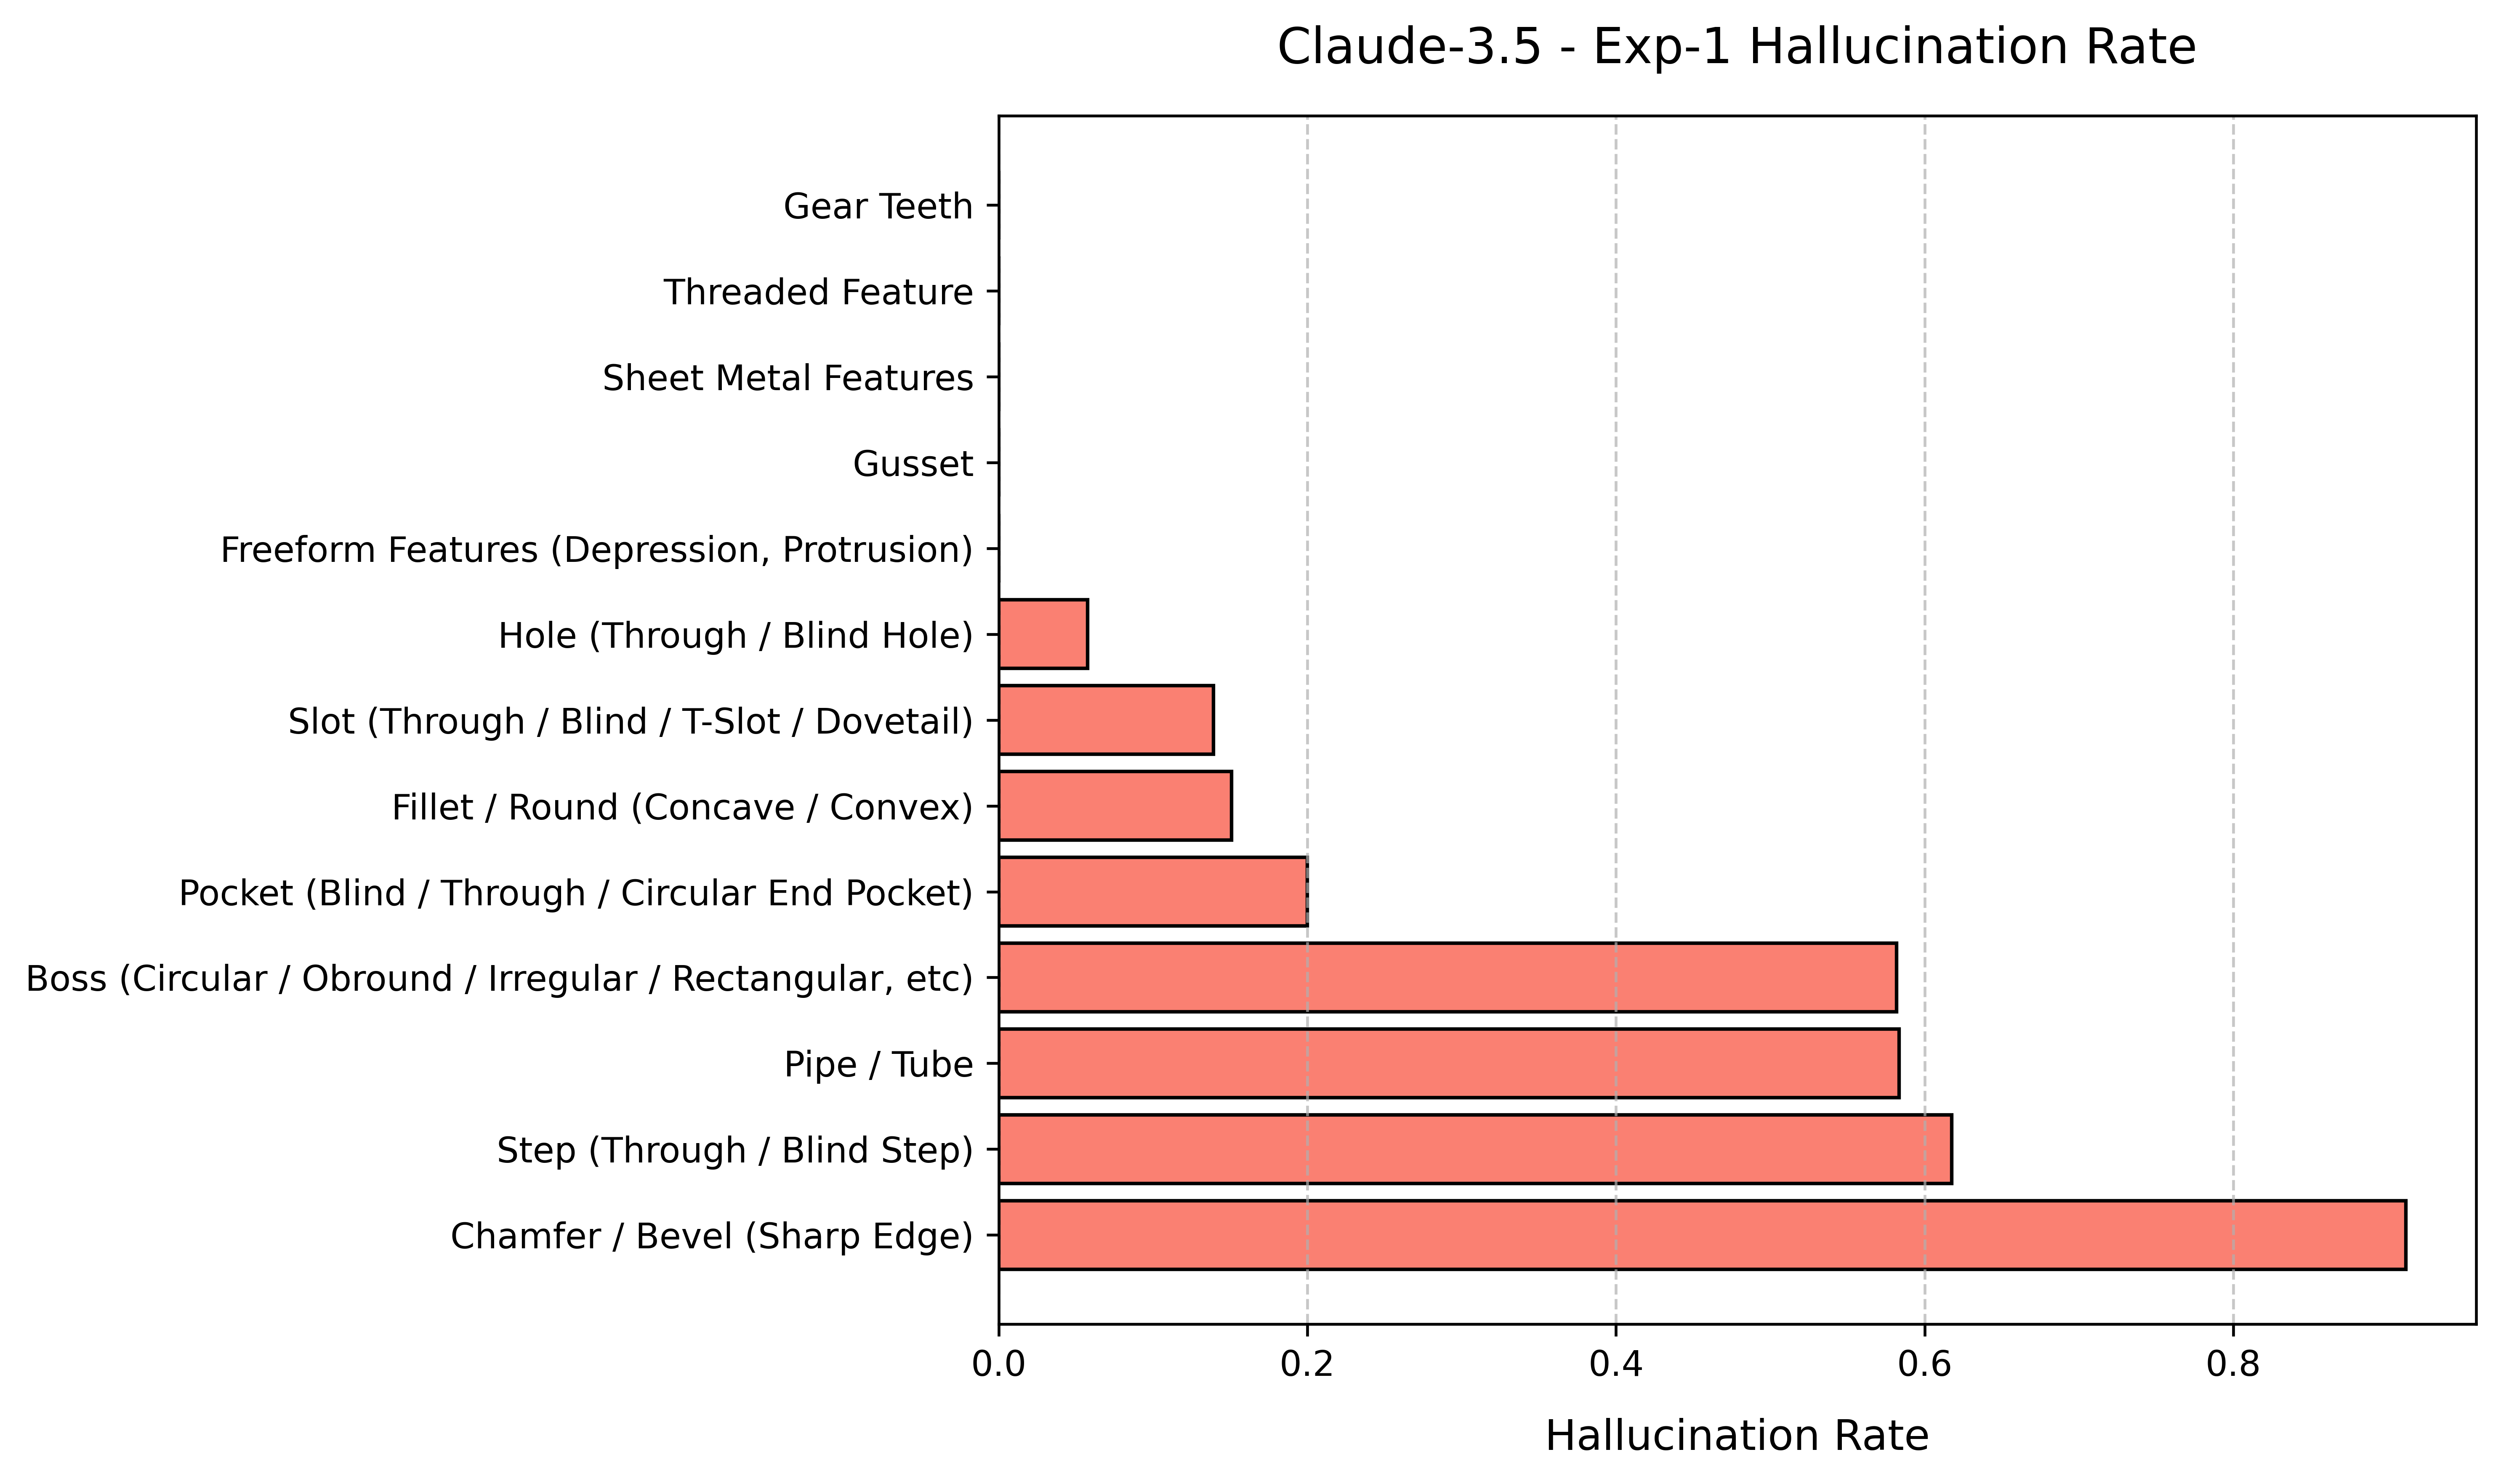 Claude-3.5 - Exp-1 Hallucination Rate
Gear Teeth
Threaded Feature
Sheet Metal Features
Gusset
Freeform Features (Depression, Protrusion)
Hole (Through / Blind Hole)
Slot (Through / Blind / T-Slot / Dovetail)
Fillet / Round (Concave / Convex)
Pocket (Blind / Through / Circular End Pocket)
Boss (Circular / Obround / Irregular / Rectangular, etc)
Pipe / Tube
Step (Through / Blind Step)
Chamfer / Bevel (Sharp Edge)
0.0 0.2 0.4 0.6 0.8
Hallucination Rate